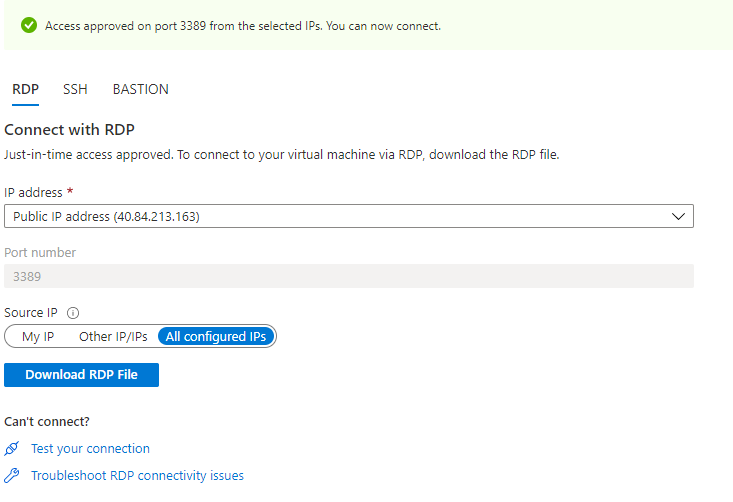 Access approved on port 3389 from the selected IPs. You can now connect.
RDP SSH BASTION
Connect with RDP
Just-in-time access approved. To connect to your virtual machine via RDP, download the RDP file.
IP address *
Public IP address (40.84.213.163)
Port number
3389
Source IP
My IP Other IP/IPs All configured IPs
Download RDP File
Can't connect?
Test your connection
Troubleshoot RDP connectivity issues